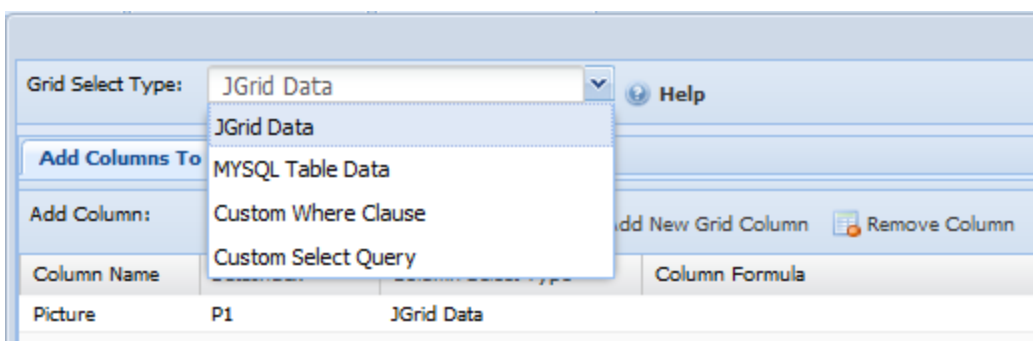 Grid Select Type: JGrid Data Help
JGrid Data
Add Columns To
MYSQL Table Data
Add Column: Custom Where Clause dd New Grid Column Remove Column
Custom Select Query
Column Name Column Formula
Picture P1 JGrid Data